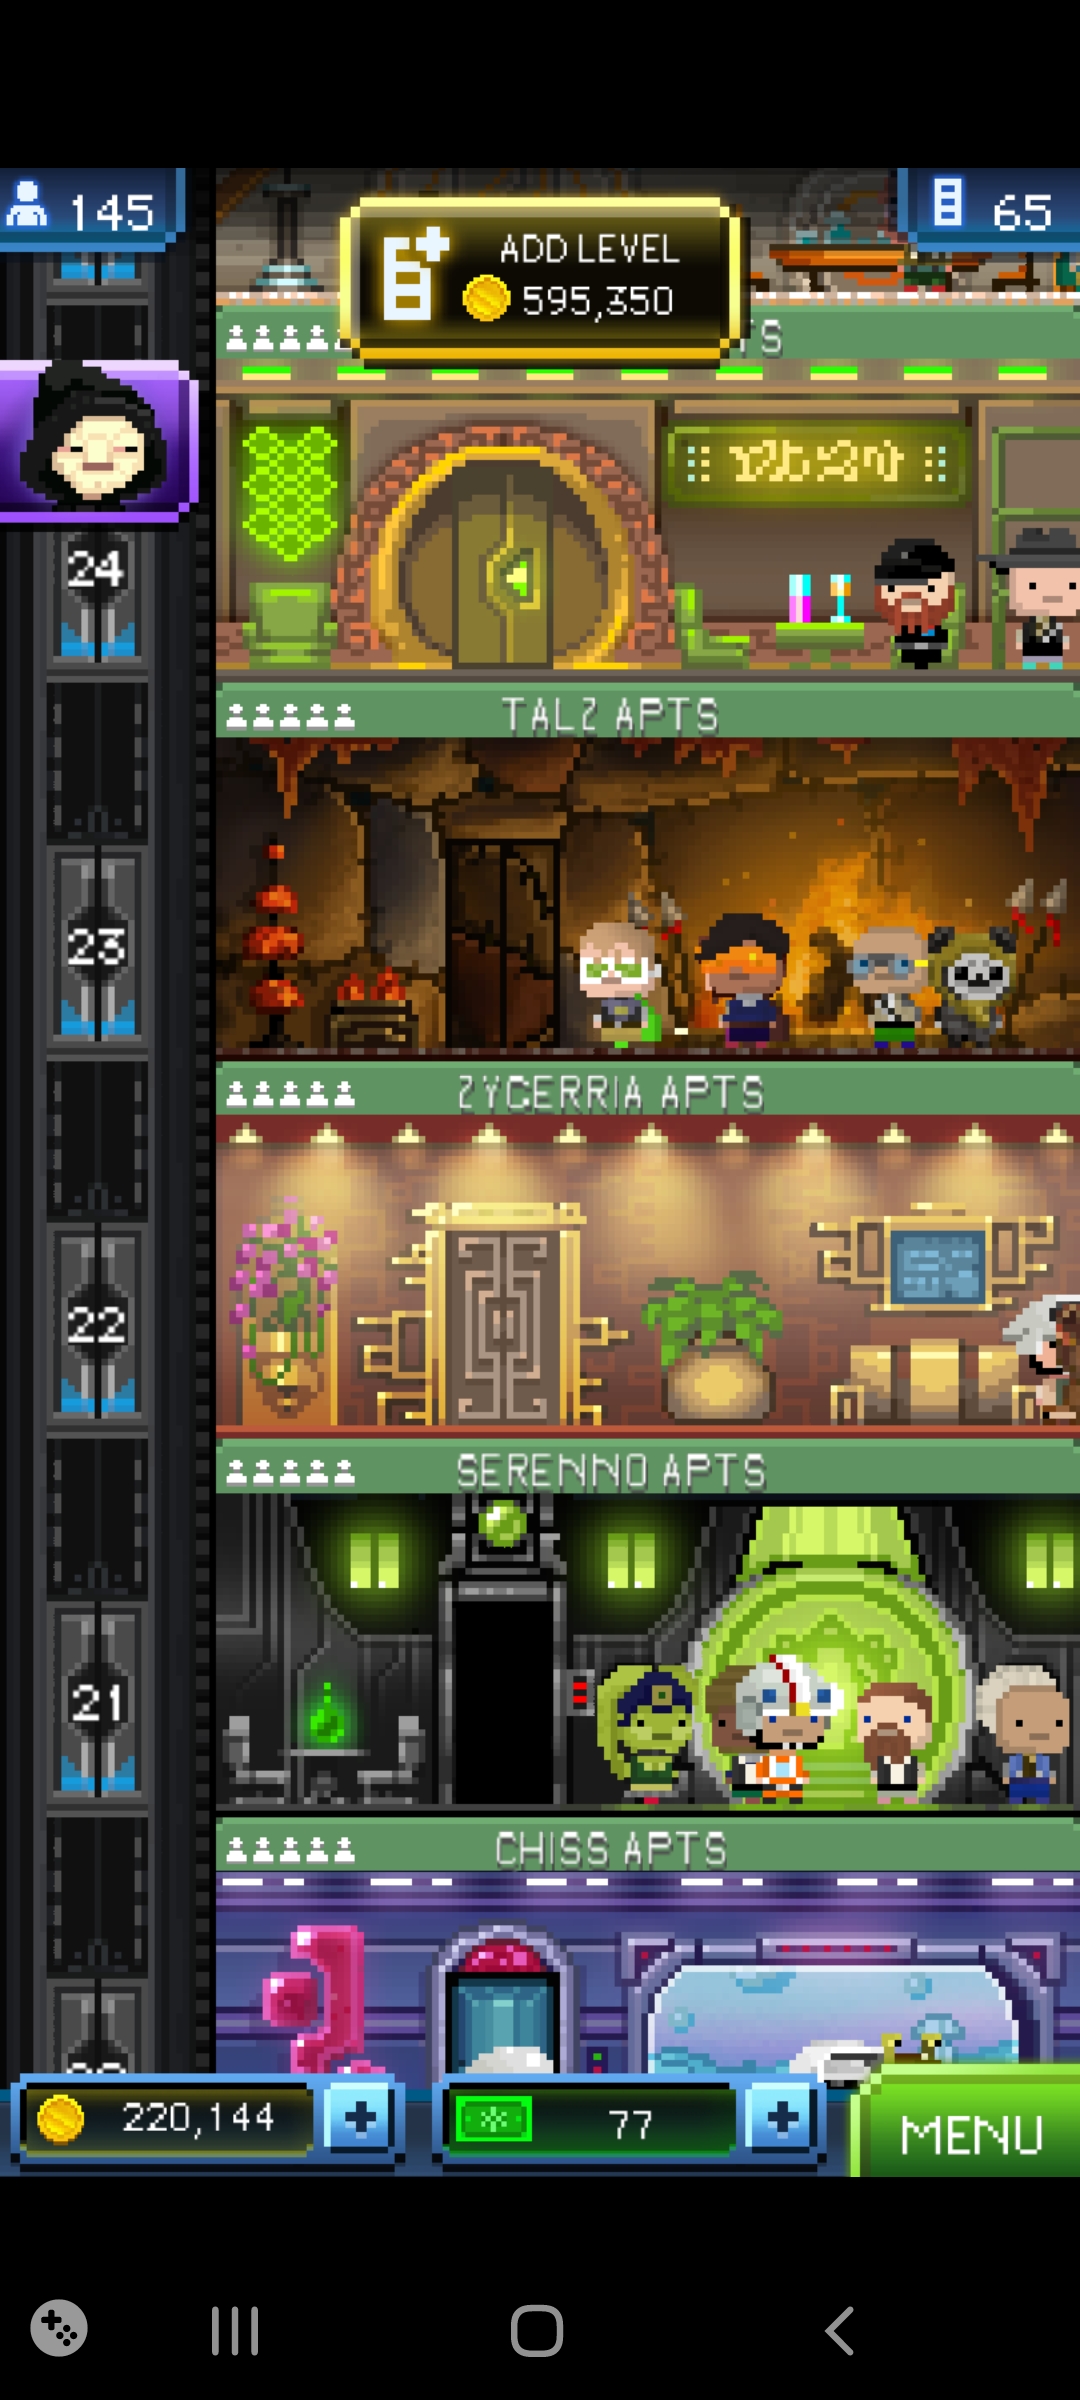 145
ADD LEVEL
595,350
65
TS
24
TALZ APTS
23
ZYGERRIA APTS
22
SERENNO APTS
21
CHISS APTS
220,144
77
MENU